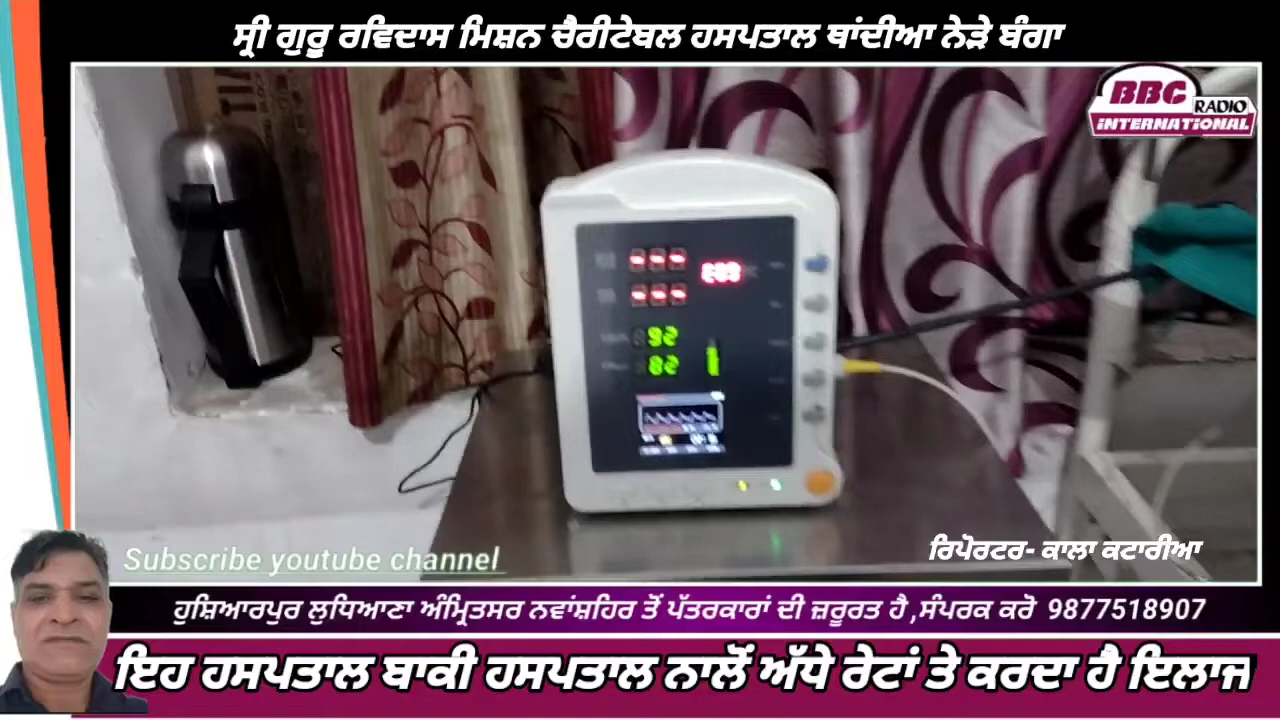 ਸ੍ਰੀ ਗੁਰੂ ਰਵਿਦਾਸ ਮਿਸ਼ਨ ਚੈਰੀਟੇਬਲ ਹਸਪਤਾਲ ਥਾਂਦੀਆ ਨੇੜੇ ਬੰਗਾ
BBC
RADIO
INTERNATIONAL
92
82
Subscribe youtube channel
ਰਿਪੋਰਟਰ- ਕਾਲਾ ਕਟਾਰੀਆ
ਹੁਸ਼ਿਆਰਪੁਰ ਲੁਧਿਆਣਾ ਅੰਮ੍ਰਿਤਸਰ ਨਵਾਂਸ਼ਹਿਰ ਤੋਂ ਪੱਤਰਕਾਰਾਂ ਦੀ ਜ਼ਰੂਰਤ ਹੈ ,ਸੰਪਰਕ ਕਰੋ 9877518907
ਇਹ ਹਸਪਤਾਲ ਬਾਕੀ ਹਸਪਤਾਲ ਨਾਲੋਂ ਅੱਧੇ ਰੇਟਾਂ ਤੇ ਕਰਦਾ ਹੈ ਇਲਾਜ